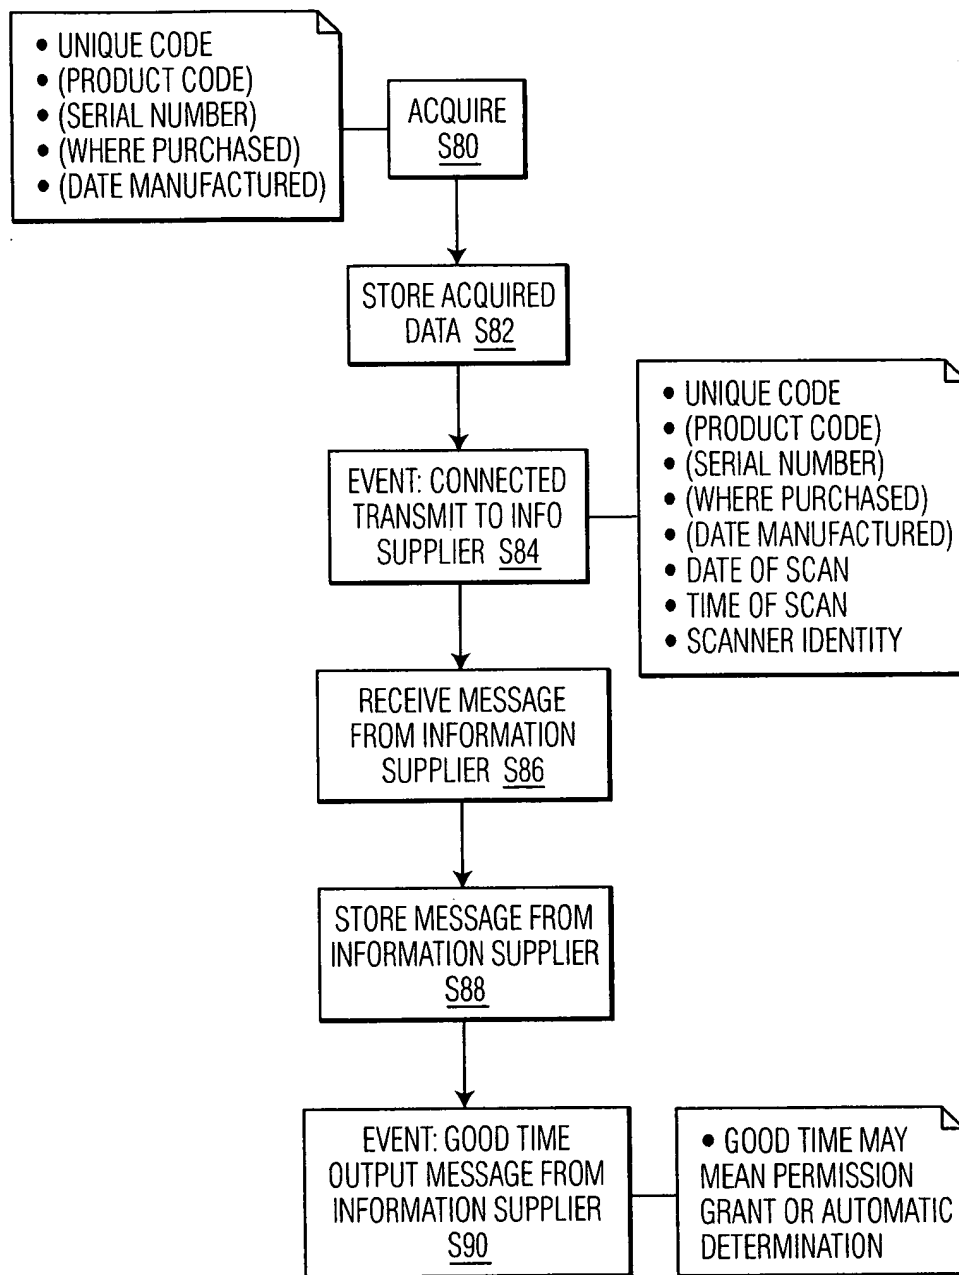 • UNIQUE CODE
• (PRODUCT CODE)
• (SERIAL NUMBER)
• (WHERE PURCHASED)
• (DATE MANUFACTURED)
ACQUIRE
S80
STORE ACQUIRED
DATA S82
EVENT: CONNECTED
TRANSMIT TO INFO
SUPPLIER S84
• UNIQUE CODE
• (PRODUCT CODE)
• (SERIAL NUMBER)
• (WHERE PURCHASED)
• (DATE MANUFACTURED)
• DATE OF SCAN
• TIME OF SCAN
• SCANNER IDENTITY
RECEIVE MESSAGE
FROM INFORMATION
SUPPLIER S86
STORE MESSAGE FROM
INFORMATION SUPPLIER
S88
EVENT: GOOD TIME
OUTPUT MESSAGE FROM
INFORMATION SUPPLIER
S90
• GOOD TIME MAY
MEAN PERMISSION
GRANT OR AUTOMATIC
DETERMINATION